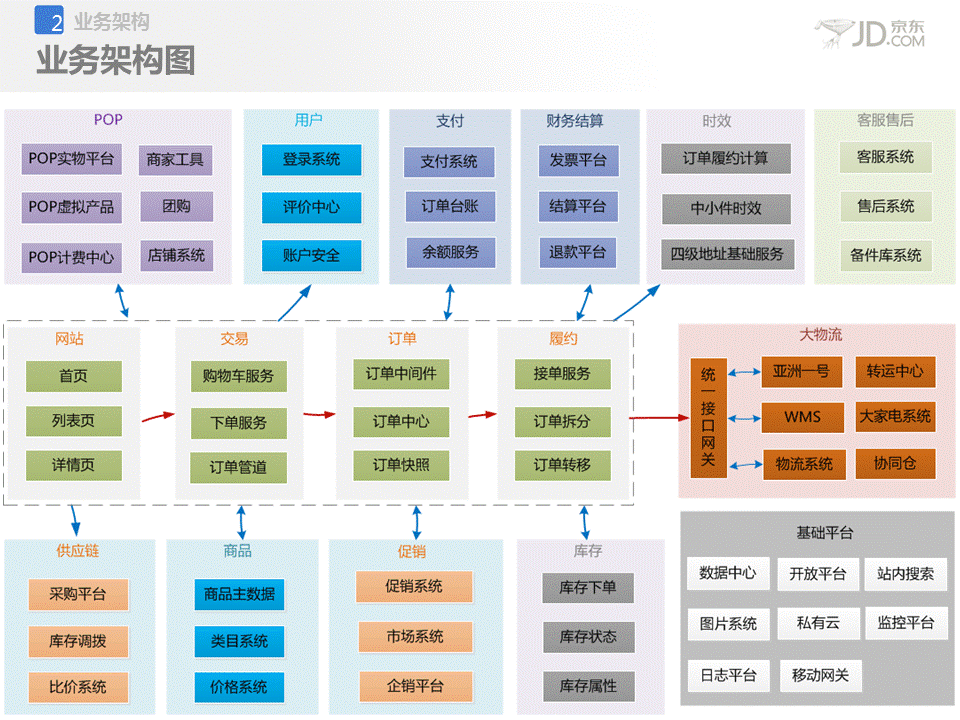 2 业务架构
业务架构图
JD 京东
.COM
POP
POP实物平台 商家工具
POP虚拟产品 团购
POP计费中心 店铺系统
用户
登录系统
评价中心
账户安全
支付
支付系统
订单台账
余额服务
财务结算
发票平台
结算平台
退款平台
时效
订单履约计算
中小件时效
四级地址基础服务
客服售后
客服系统
售后系统
备件库系统
网站
首页
列表页
详情页
交易
购物车服务
下单服务
订单管道
订单
订单中间件
订单中心
订单快照
履约
接单服务
订单拆分
订单转移
大物流
统一接口网关
亚洲一号 转运中心
WMS 大家电系统
物流系统 协同仓
供应链
采购平台
库存调拨
比价系统
商品
商品主数据
类目系统
价格系统
促销
促销系统
市场系统
企销平台
库存
库存下单
库存状态
库存属性
基础平台
数据中心 开放平台 站内搜索
图片系统 私有云 监控平台
日志平台 移动网关